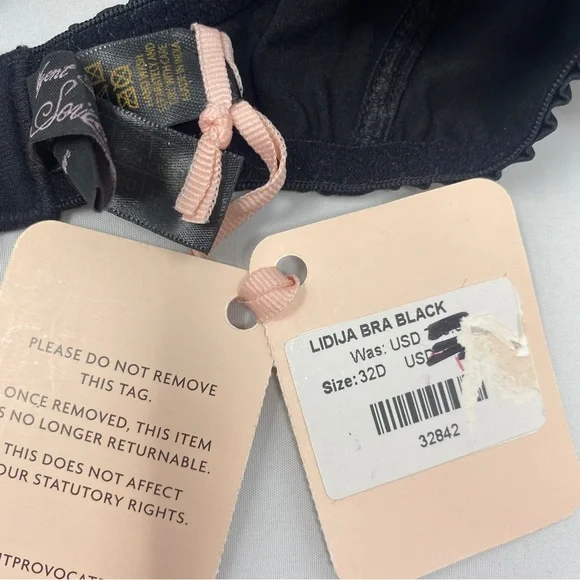 PLEASE DO NOT REMOVE
THIS TAG.
ONCE REMOVED, THIS ITEM
NO LONGER RETURNABLE.
THIS DOES NOT AFFECT
OUR STATUTORY RIGHTS.
LIDIJA BRA BLACK
Was: USD
Size: 32D USD
32842